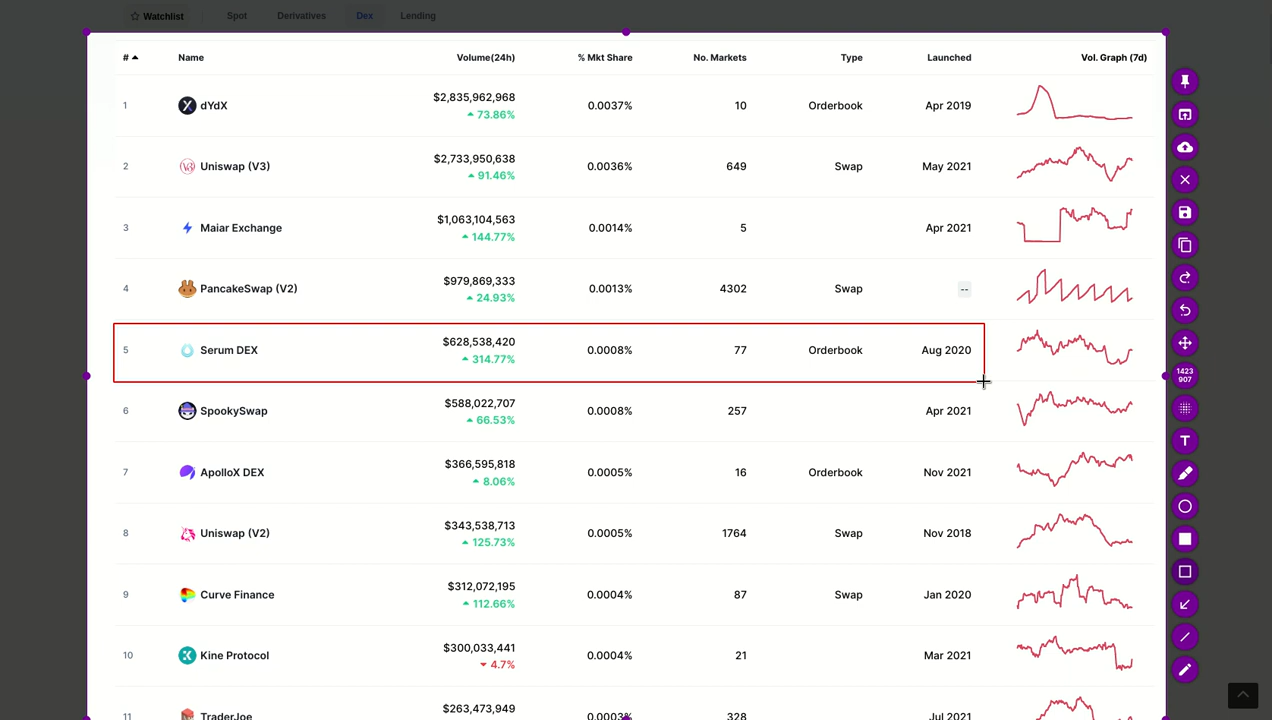 Watchlist Spot Derivatives Dex Lending
# Name Volume(24h) % Mkt Share No. Markets Type Launched Vol. Graph (7d)
1 dYdX $2,835,962,968 0.0037% 10 Orderbook Apr 2019
73.86%
2 Uniswap (V3) $2,733,950,638 0.0036% 649 Swap May 2021
91.46%
3 Maiar Exchange $1,063,104,563 0.0014% 5 Apr 2021
144.77%
4 PancakeSwap (V2) $979,869,333 0.0013% 4302 Swap --
24.93%
5 Serum DEX $628,538,420 0.0008% 77 Orderbook Aug 2020
314.77%
6 SpookySwap $588,022,707 0.0008% 257 Apr 2021
66.53%
7 ApolloX DEX $366,595,818 0.0005% 16 Orderbook Nov 2021
8.06%
8 Uniswap (V2) $343,538,713 0.0005% 1764 Swap Nov 2018
125.73%
9 Curve Finance $312,072,195 0.0004% 87 Swap Jan 2020
112.66%
10 Kine Protocol $300,033,441 0.0004% 21 Mar 2021
4.7%
11 TraderJoe $263,473,949 0.0003% 328 Jul 2021
1423
907
T